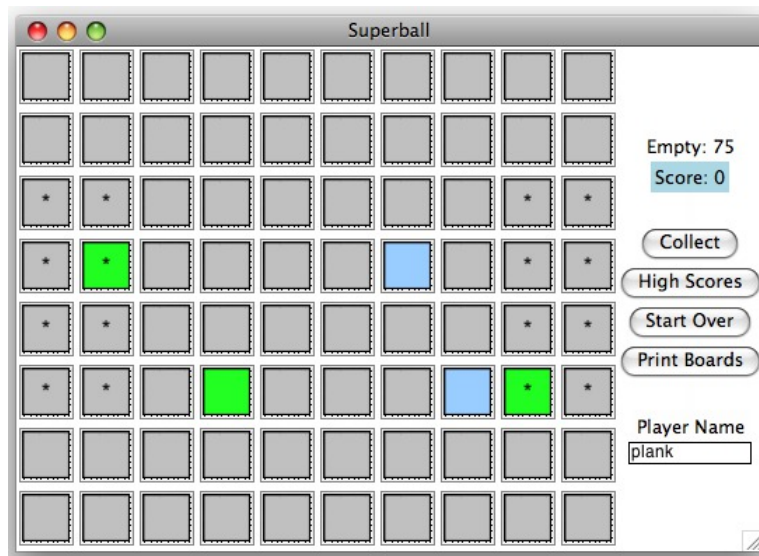 Superball
Empty: 75
Score: 0
* * * *
Collect
* * * *
High Scores
* * * *
Start Over
* * * *
Print Boards
Player Name
plank